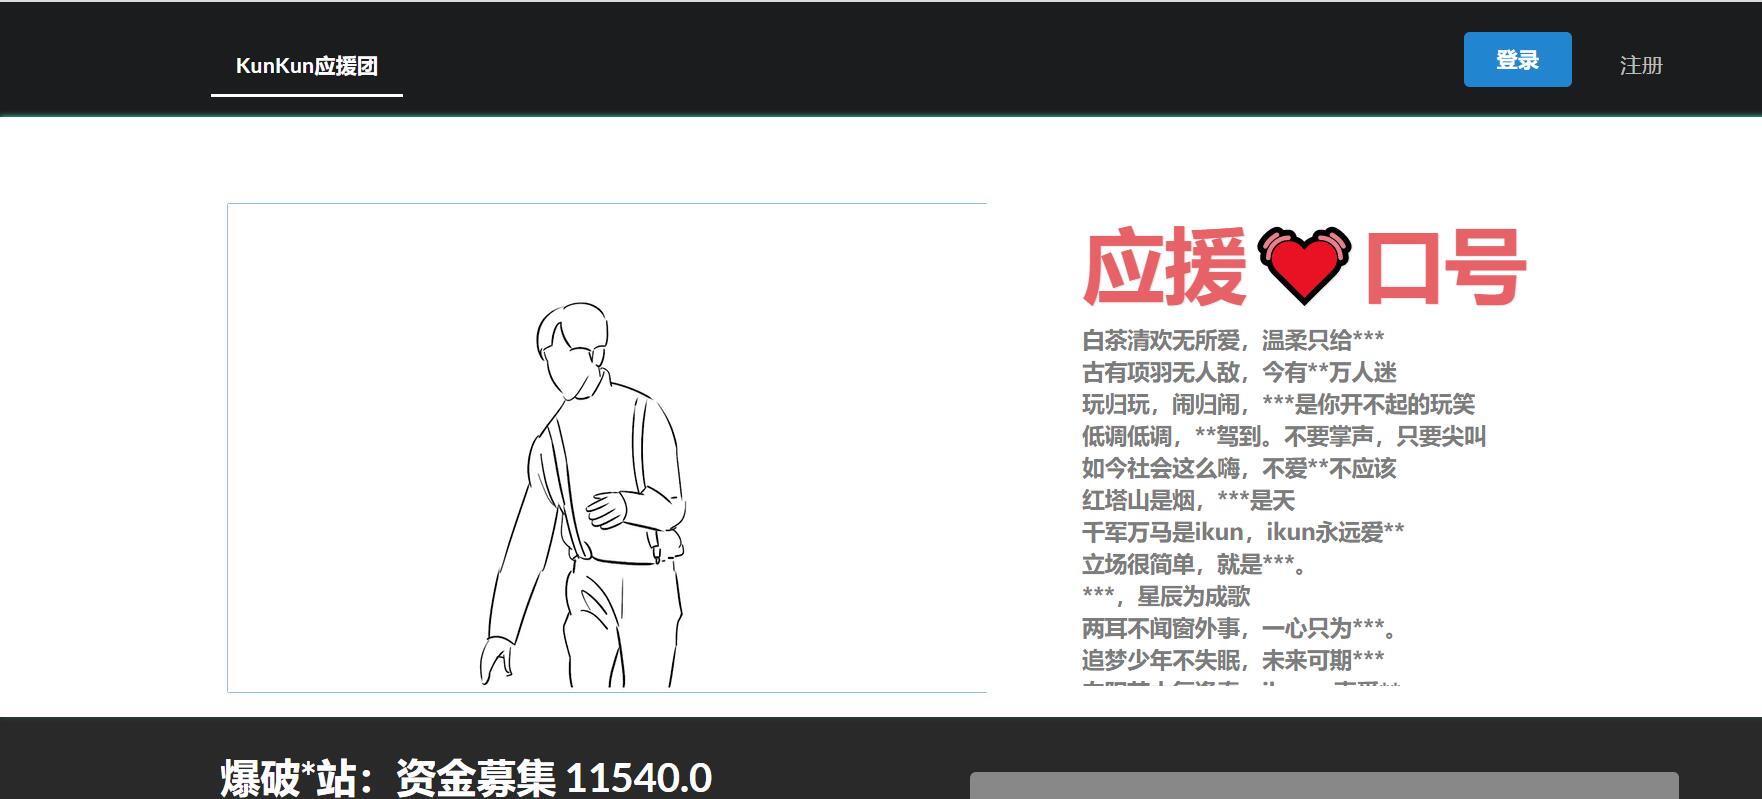 KunKun应援团
登录
注册
应援口号
白茶清欢无所爱，温柔只给***
古有项羽无人敌，今有**万人迷
玩归玩，闹归闹，***是你开不起的玩笑
低调低调，**驾到。不要掌声，只要尖叫
如今社会这么嗨，不爱**不应该
红塔山是烟，***是天
千军万马是ikun，ikun永远爱**
立场很简单，就是***。
***，星辰为成歌
两耳不闻窗外事，一心只为***。
追梦少年不失眠，未来可期***
爆破*站：资金募集 11540.0